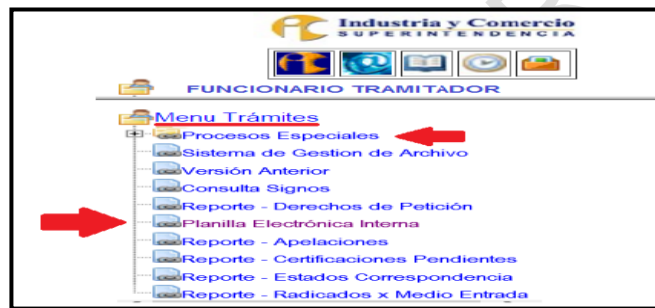 Industria y Comercio
SUPERINTENDENCIA
FUNCIONARIO TRAMITADOR
Menu Trámites
Procesos Especiales
Sistema de Gestion de Archivo
Versión Anterior
Consulta Signos
Reporte - Derechos de Petición
Planilla Electrónica Interna
Reporte - Apelaciones
Reporte - Certificaciones Pendientes
Reporte - Estados Correspondencia
Reporte - Radicados x Medio Entrada